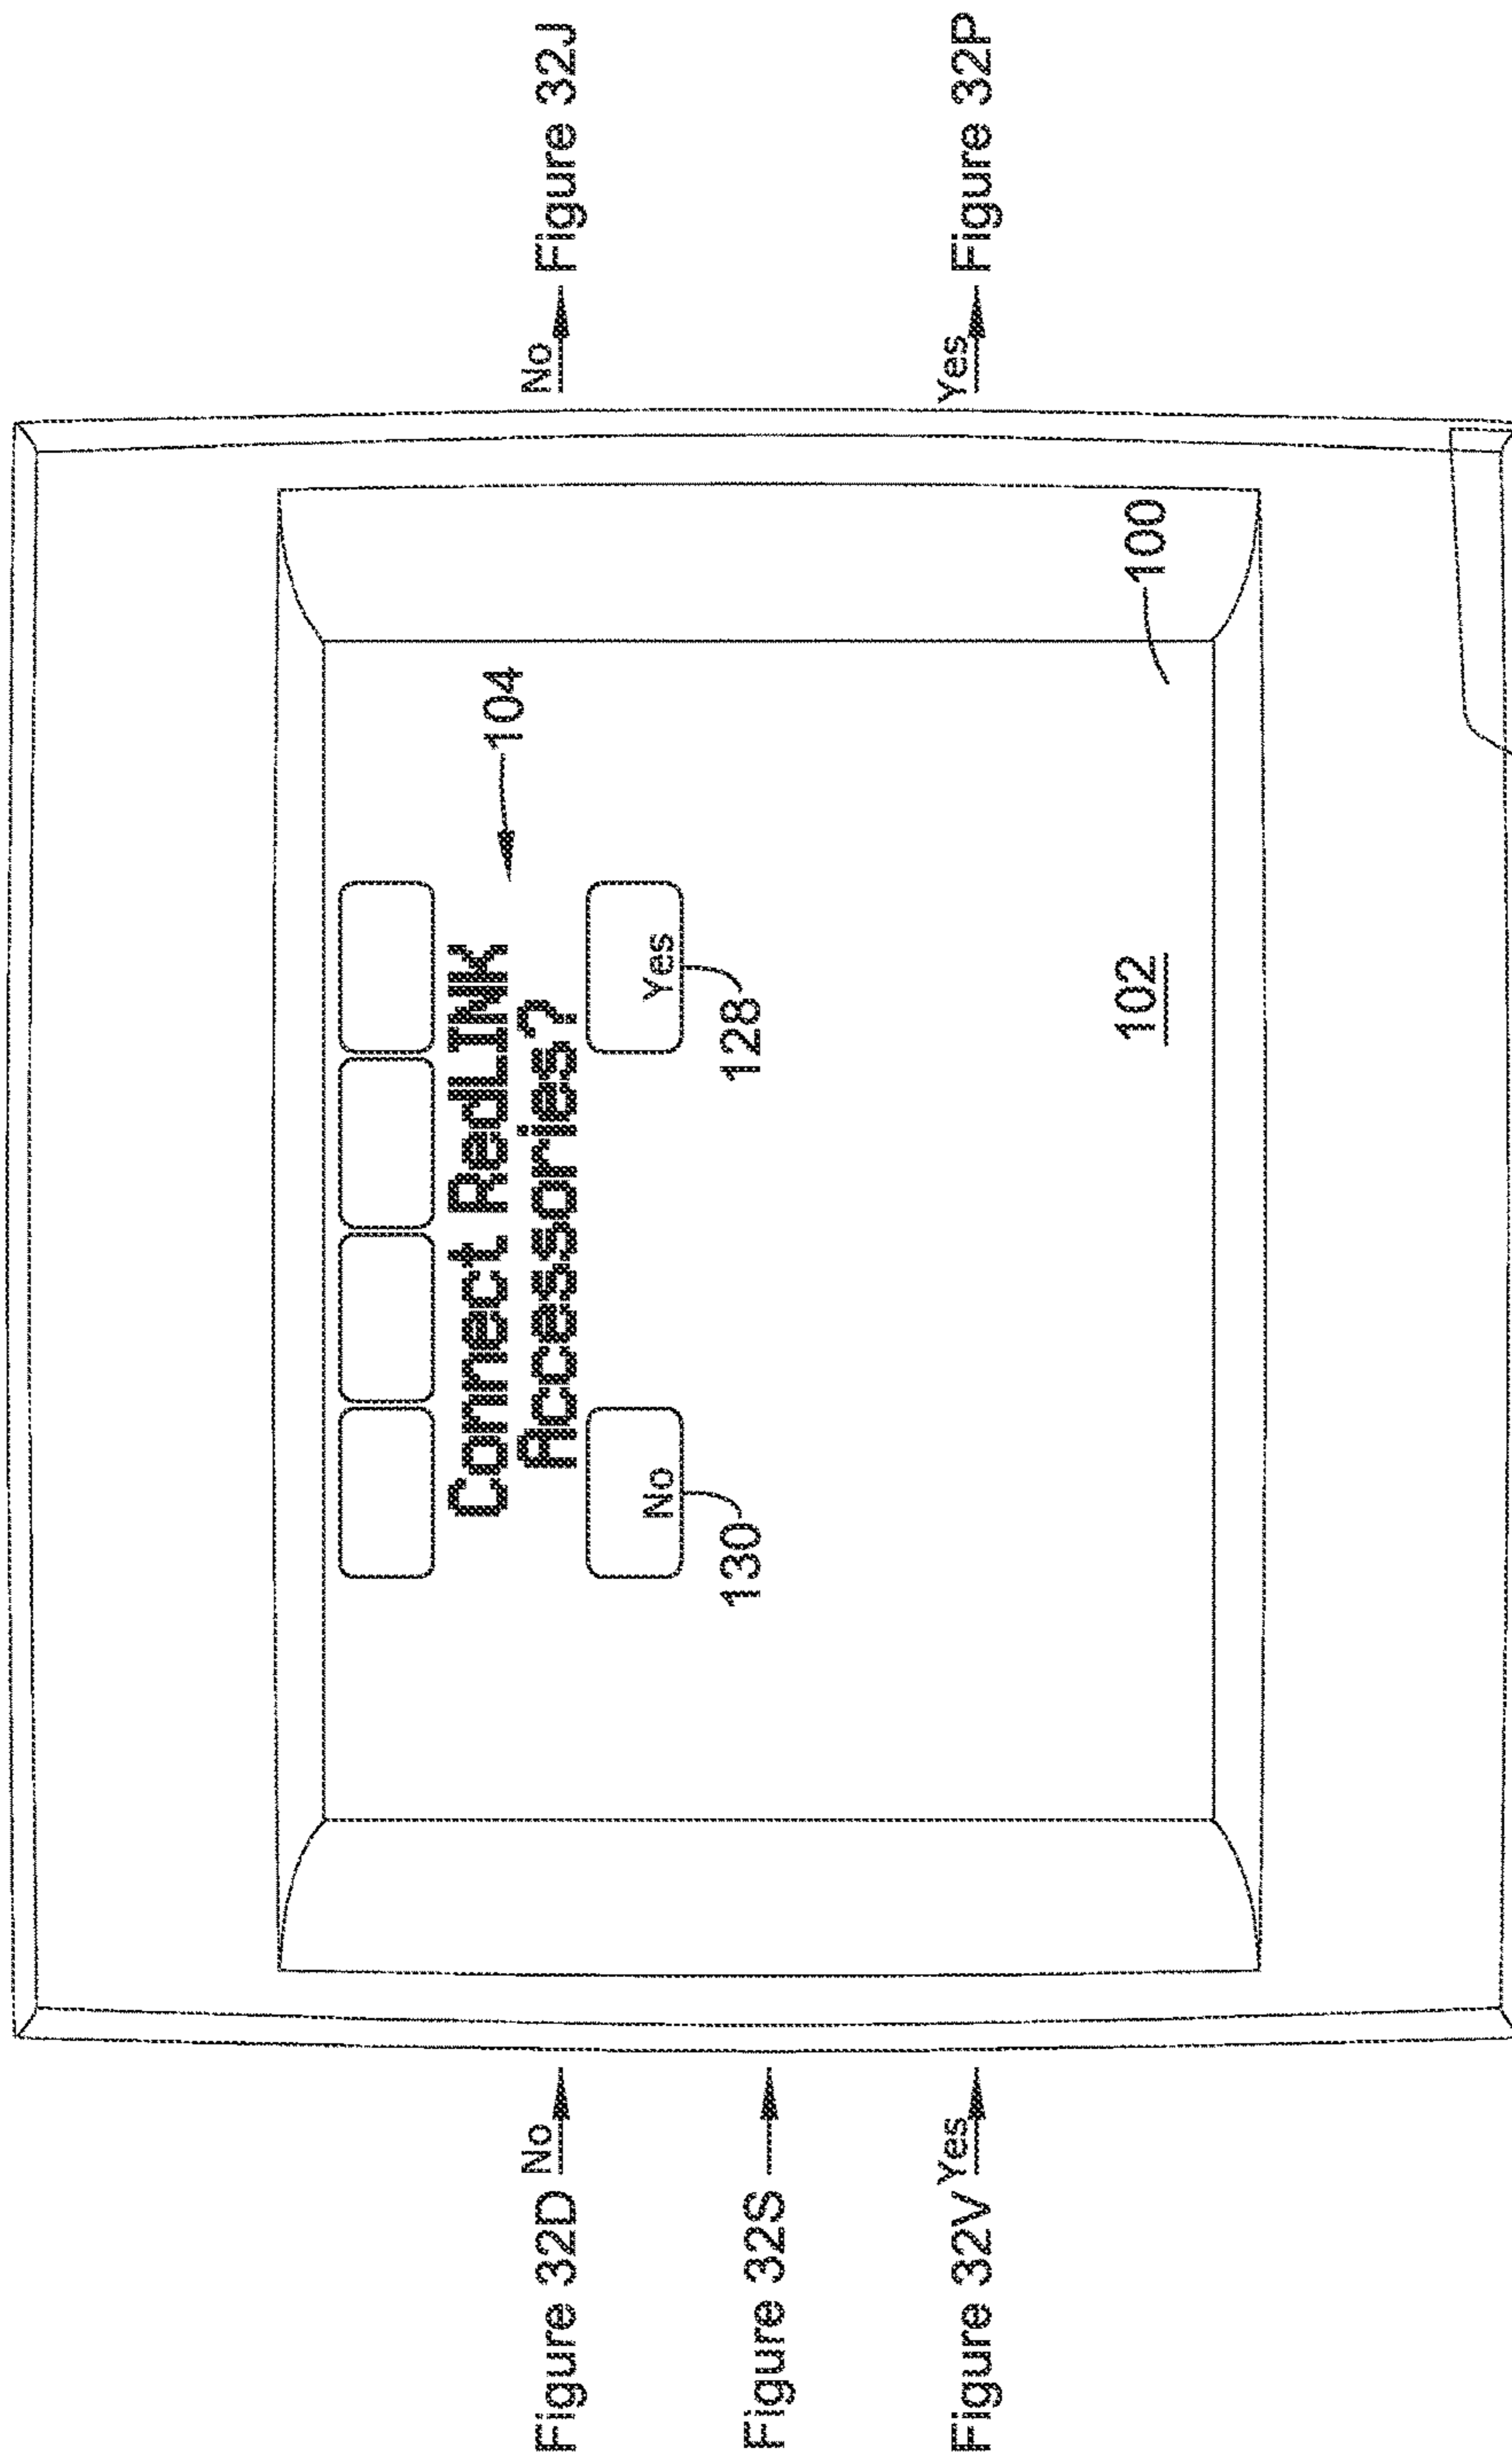 104
Connect RedLINK
Accessories?
No
Yes
130
128
102
100
Figure 32D
No
Figure 32S
Figure 32V
Yes
No
Figure 32J
Yes
Figure 32P